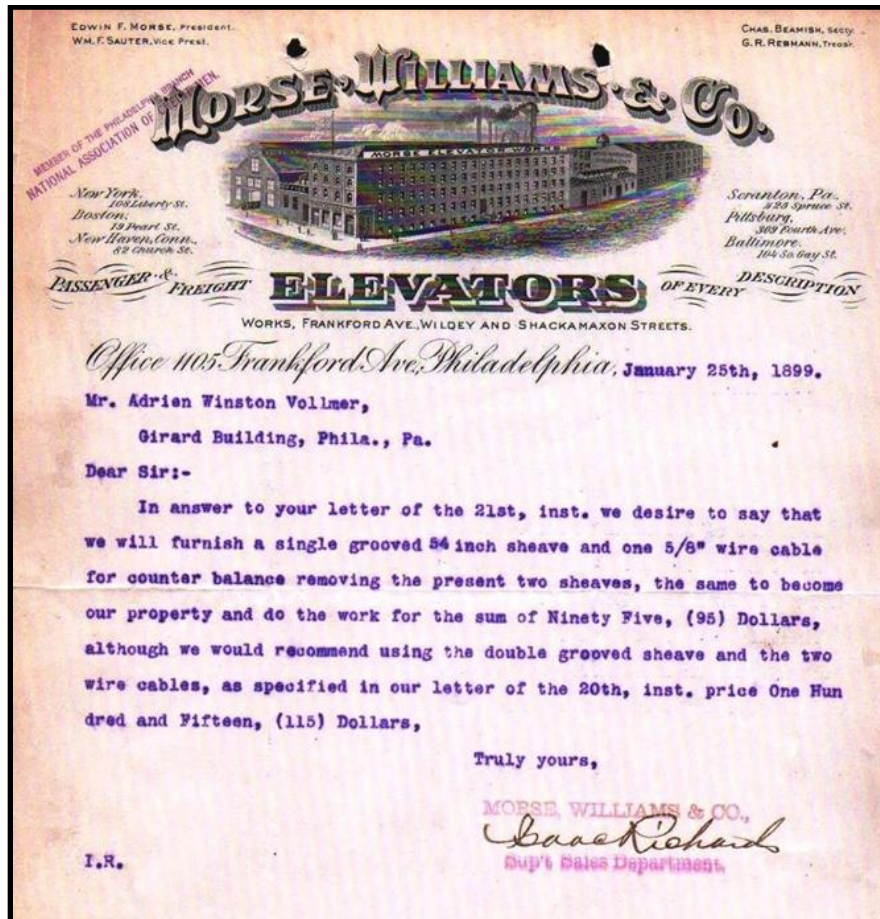 EDWIN F. MORSE, President.
WM. F. SAUTER, Vice Prest.
CHAS. BEAMISH, Secty.
G. R. REBMANN, Treasr.
MEMBER OF THE PHILADELPHIA BRANCH
NATIONAL ASSOCIATION OF
MORSE, WILLIAMS & CO.
MORSE ELEVATOR WORKS
New York,
108 Liberty St.
Boston,
19 Pearl St.
New Haven, Conn.,
82 Church St.
Scranton, Pa.,
425 Spruce St.
Pittsburg,
309 Fourth Ave.
Baltimore.
104 So. Gay St.
PASSENGER & FREIGHT ELEVATORS OF EVERY DESCRIPTION
WORKS, FRANKFORD AVE., WILDEY AND SHACKAMAXON STREETS.
Office 1105 Frankford Ave., Philadelphia, January 25th, 1899.
Mr. Adrien Winston Vollmer,
Girard Building, Phila., Pa.
Dear Sir:-
In answer to your letter of the 21st, inst. we desire to say that
we will furnish a single grooved 54 inch sheave and one 5/8" wire cable
for counter balance removing the present two sheaves, the same to become
our property and do the work for the sum of Ninety Five, (95) Dollars,
although we would recommend using the double grooved sheave and the two
wire cables, as specified in our letter of the 20th, inst. price One Hun
dred and Fifteen, (115) Dollars,
Truly yours,
MORSE, WILLIAMS & CO.,
Isaac Richards
Sup't Sales Department.
I.R.